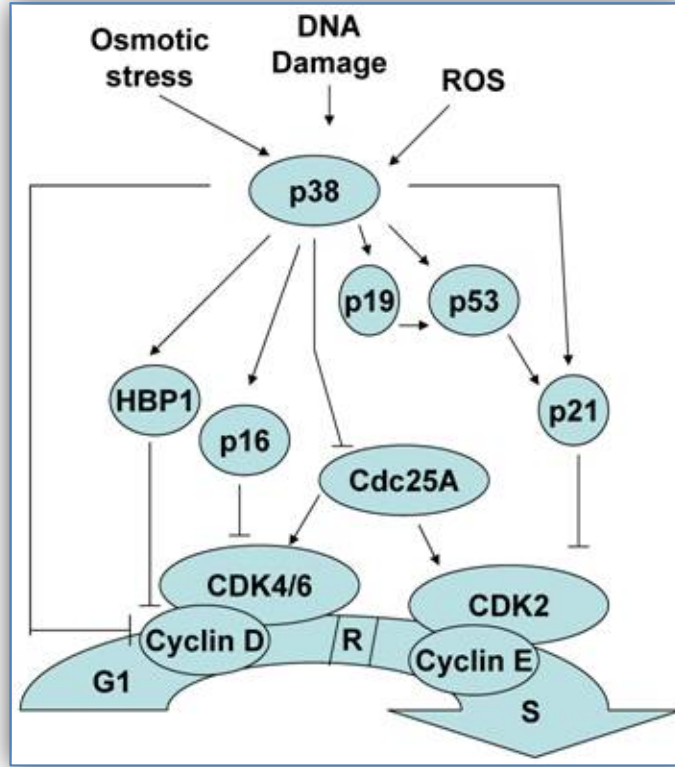 Osmotic
stress
DNA
Damage
ROS
p38
p19
p53
HBP1
p16
p21
Cdc25A
CDK4/6
CDK2
Cyclin D
R
Cyclin E
G1
S